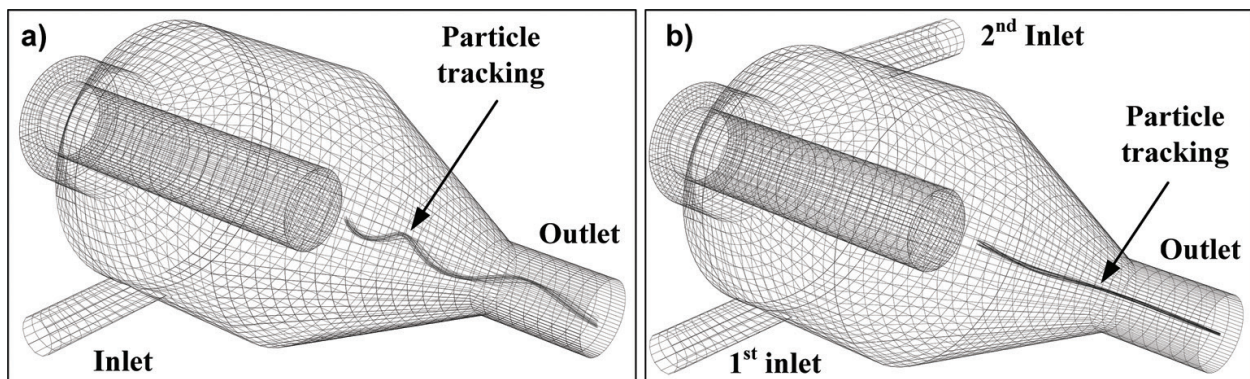 a)
Particle
tracking
Outlet
Inlet
b)
2nd Inlet
Particle
tracking
Outlet
1st inlet